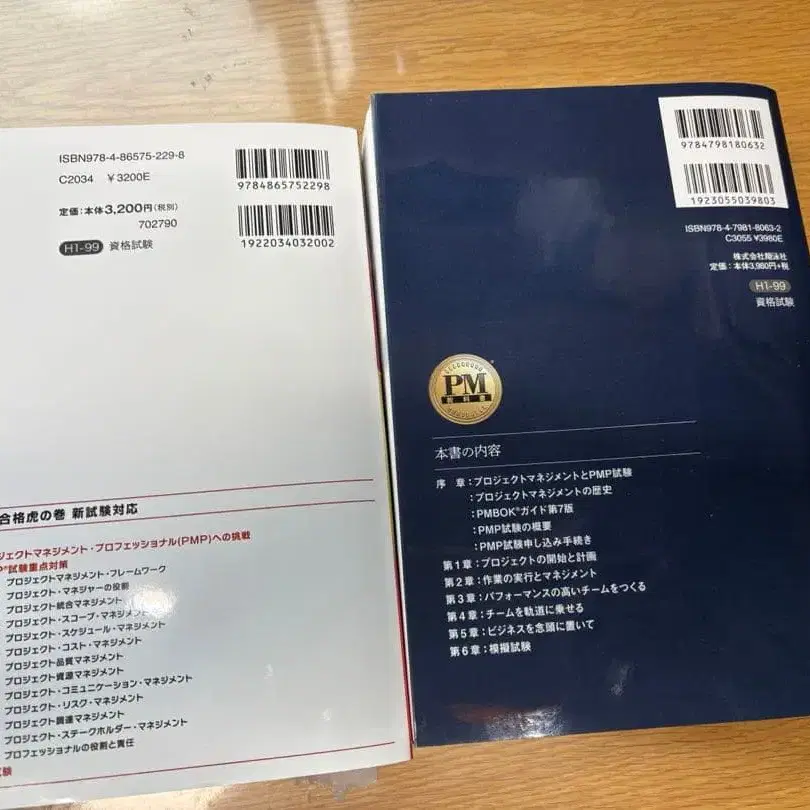 ISBN978-4-86575-229-8
C2034 ¥3200E
定価:本体3,200円(税別)
702790
H1-99 資格試験
9784865752298
1922034032002
合格虎の巻 新試験対応
ロジェクトマネジメント・プロフェッショナル(PMP)への挑戦
P®試験重点対策
プロジェクトマネジメント・フレームワーク
プロジェクト・マネジャーの役割
プロジェクト統合マネジメント
プロジェクト・スコープ・マネジメント
プロジェクト・スケジュール・マネジメント
プロジェクト・コスト・マネジメント
プロジェクト品質マネジメント
プロジェクト資源マネジメント
プロジェクト・コミュニケーション・マネジメント
プロジェクト・リスク・マネジメント
プロジェクト調達マネジメント
プロジェクト・ステークホルダー・マネジメント
プロフェッショナルの役割と責任
試験
9784798180632
1923055039803
ISBN978-4-7981-8063-2
C3055 ¥3980E
株式会社翔泳社
定価:本体3,980円+税
H1-99
資格試験
PM
教科書
本書の内容
序 章:プロジェクトマネジメントとPMP試験
:プロジェクトマネジメントの歴史
:PMBOK®ガイド第7版
:PMP試験の概要
:PMP試験申し込み手続き
第1章:プロジェクトの開始と計画
第2章:作業の実行とマネジメント
第3章:パフォーマンスの高いチームをつくる
第4章:チームを軌道に乗せる
第5章:ビジネスを念頭に置いて
第6章:模擬試験